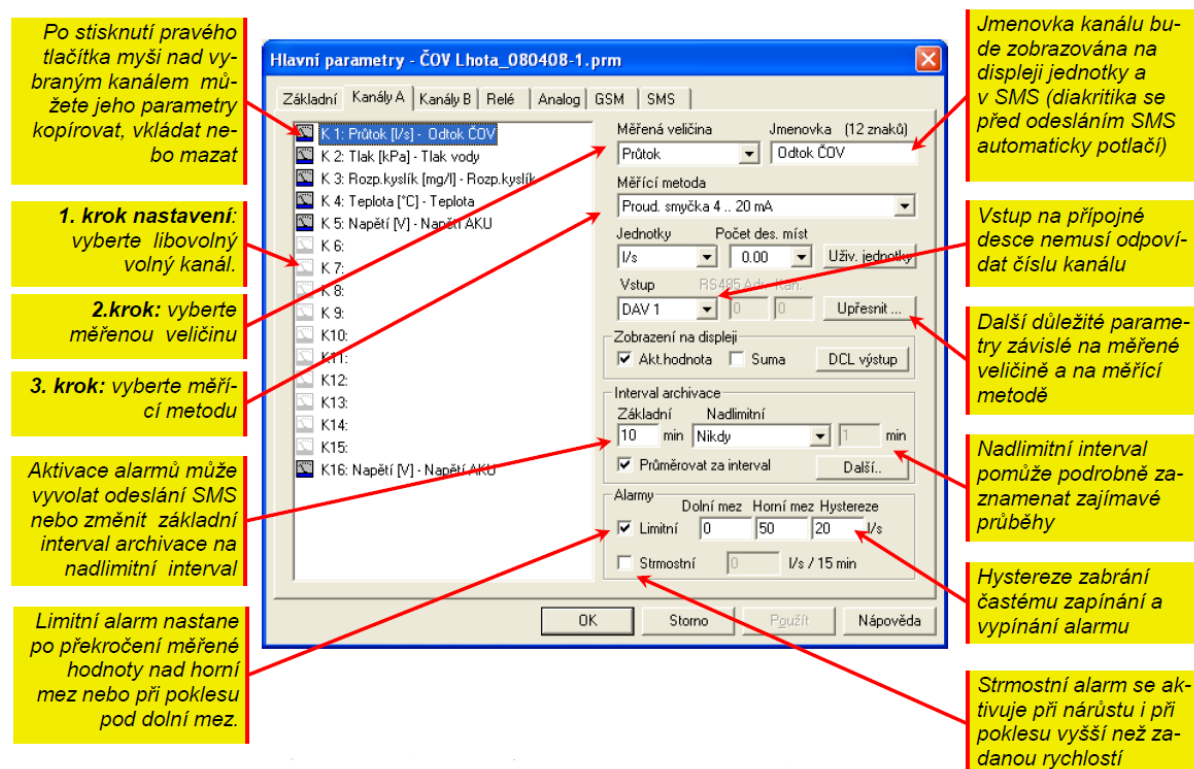 Po stisknutí pravého
tlačítka myši nad vy-
braným kanálem mů-
žete jeho parametry
kopírovat, vkládat ne-
bo mazat
1. krok nastavení:
vyberte libovolný
volný kanál.
2.krok: vyberte
měřenou veličinu
3. krok: vyberte měří-
cí metodu
Aktivace alarmů může
vyvolat odeslání SMS
nebo změnit základní
interval archivace na
nadlimitní interval
Limitní alarm nastane
po překročení měřené
hodnoty nad horní
mez nebo při poklesu
pod dolní mez.
Hlavní parametry - ČOV Lhota_080408-1.prm
Základní Kanály A Kanály B Relé Analog GSM SMS
K 1: Průtok [l/s] - Odtok ČOV
K 2: Tlak [kPa] - Tlak vody
K 3: Rozp.kyslík [mg/l] - Rozp.kyslík
K 4: Teplota [°C] - Teplota
K 5: Napětí [V] - Napětí AKU
K 6:
K 7:
K 8:
K 9:
K10:
K11:
K12:
K13:
K14:
K15:
K16: Napětí [V] - Napětí AKU
Měřená veličina Jmenovka (12 znaků)
Průtok Odtok ČOV
Měřící metoda
Proud. smyčka 4 .. 20 mA
Jednotky Počet des. míst
l/s 0.00 Uživ. jednotky
Vstup RS485 Adr. Kan.
DAV 1 0 0 Upřesnit ...
Zobrazení na displeji
Akt.hodnota Suma DCL výstup
Interval archivace
Základní Nadlimitní
10 min Nikdy 1 min
Průměrovat za interval Další..
Alarmy
Dolní mez Horní mez Hystereze
Limitní 0 50 20 l/s
Strmostní 0 l/s / 15 min
OK Storno Použít Nápověda
Jmenovka kanálu bu-
de zobrazována na
displeji jednotky a
v SMS (diakritika se
před odesláním SMS
automaticky potlačí)
Vstup na přípojné
desce nemusí odpoví-
dat číslu kanálu
Další důležité parame-
try závislé na měřené
veličině a na měřící
metodě
Nadlimitní interval
pomůže podrobně za-
znamenat zajímavé
průběhy
Hystereze zabrání
častému zapínání a
vypínání alarmu
Strmostní alarm se ak-
tivuje při nárůstu i při
poklesu vyšší než za-
danou rychlostí